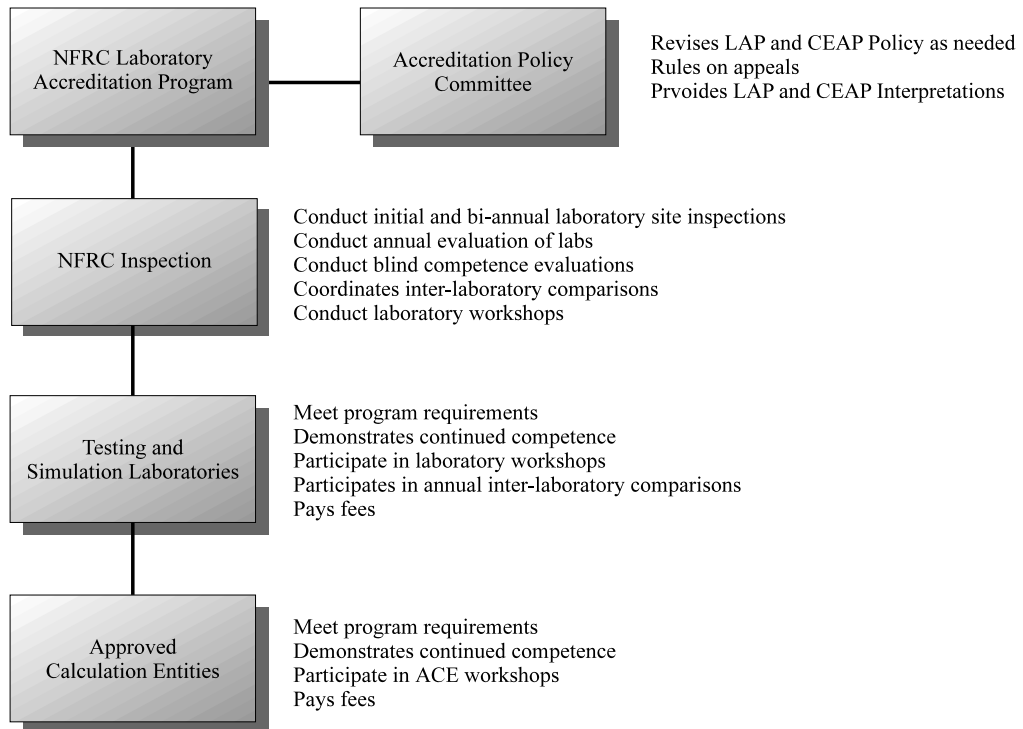 NFRC Laboratory
Accreditation Program
Accreditation Policy
Committee
Revises LAP and CEAP Policy as needed
Rules on appeals
Prvoides LAP and CEAP Interpretations
NFRC Inspection
Conduct initial and bi-annual laboratory site inspections
Conduct annual evaluation of labs
Conduct blind competence evaluations
Coordinates inter-laboratory comparisons
Conduct laboratory workshops
Testing and
Simulation Laboratories
Meet program requirements
Demonstrates continued competence
Participate in laboratory workshops
Participates in annual inter-laboratory comparisons
Pays fees
Approved
Calculation Entities
Meet program requirements
Demonstrates continued competence
Participate in ACE workshops
Pays fees